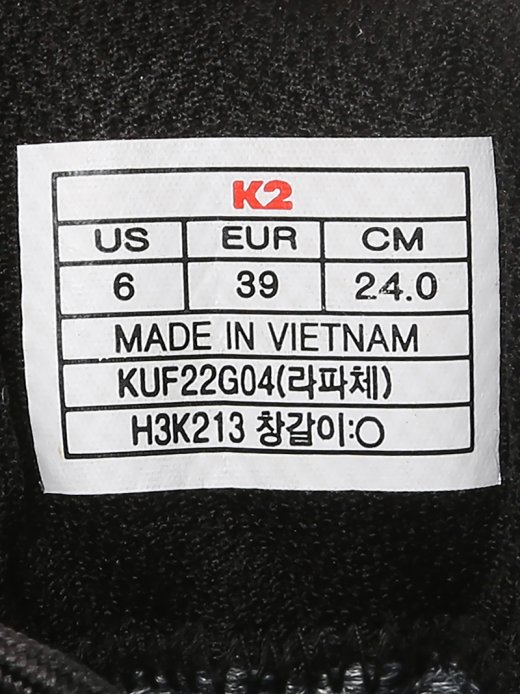 K2
US EUR CM
6 39 24.0
MADE IN VIETNAM
KUF22G04(라파체)
H3K213 창갈이:O